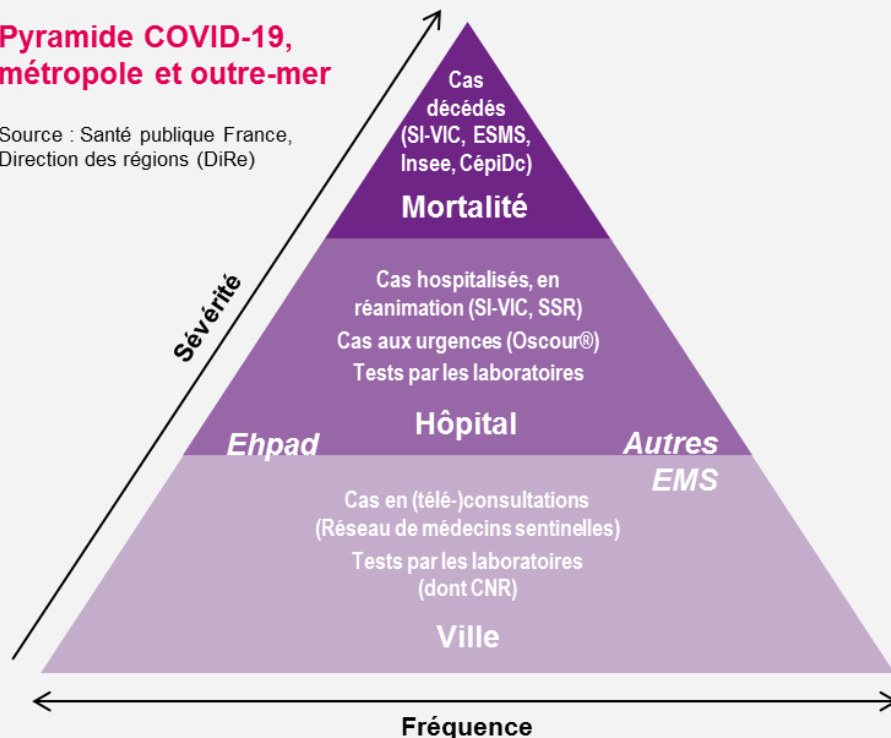 Pyramide COVID-19,
métropole et outre-mer
Source : Santé publique France,
Direction des régions (DiRe)
Cas
décédés
(SI-VIC, ESMS,
Insee, CépiDc)
Mortalité
Sévérité
Cas hospitalisés, en
réanimation (SI-VIC, SSR)
Cas aux urgences (Oscour®)
Tests par les laboratoires
Hôpital
Ehpad
Autres
EMS
Cas en (télé-)consultations
(Réseau de médecins sentinelles)
Tests par les laboratoires
(dont CNR)
Ville
Fréquence